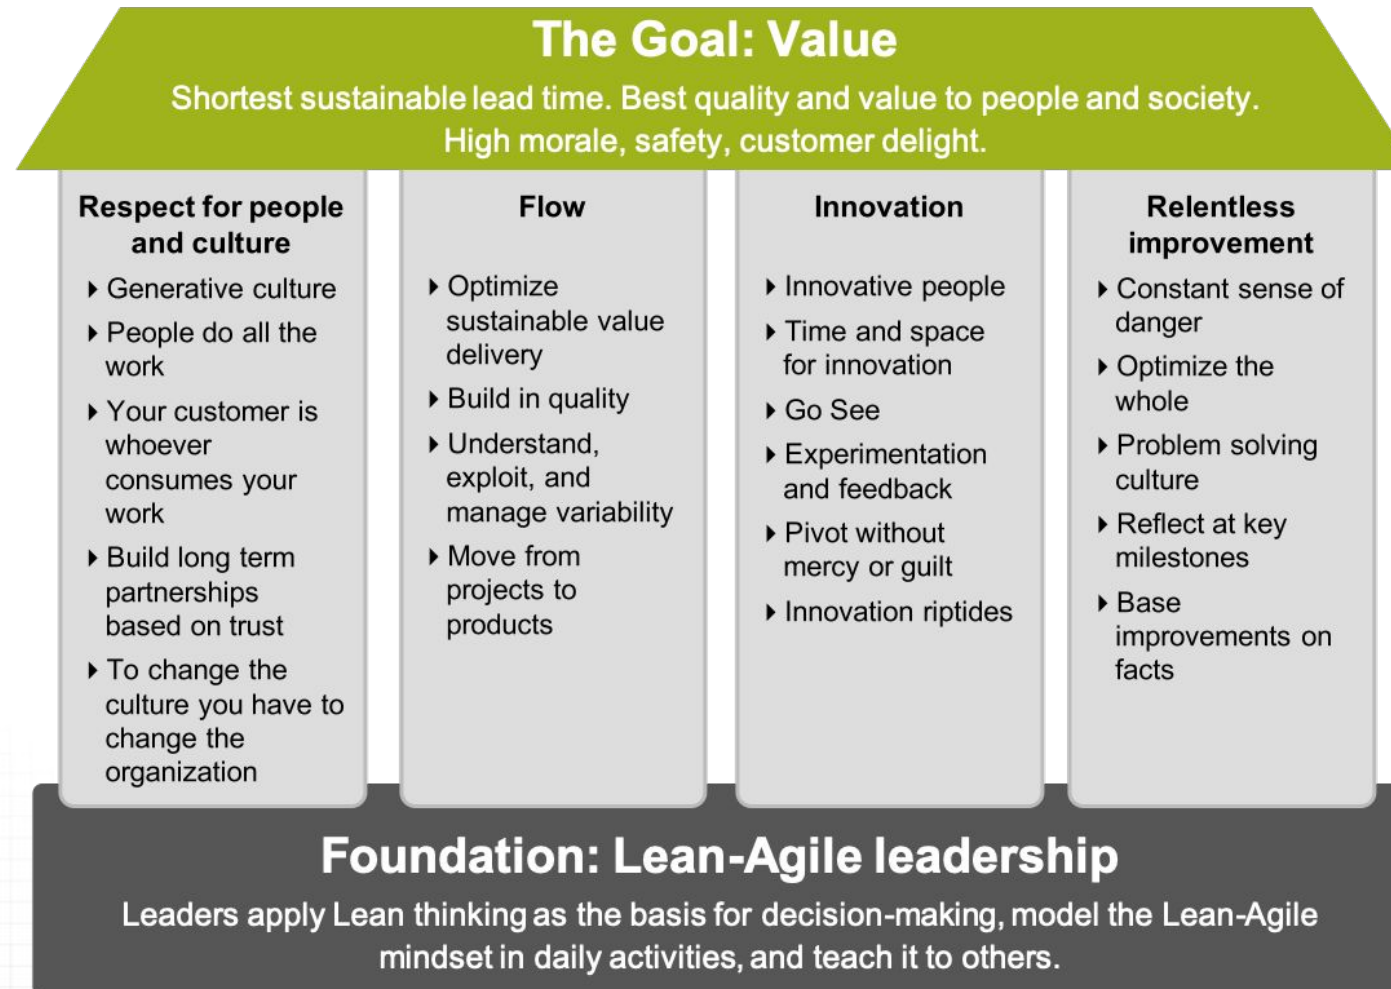 The Goal: Value
Shortest sustainable lead time. Best quality and value to people and society.
High morale, safety, customer delight.
Respect for people
and culture
Generative culture
People do all the
work
Your customer is
whoever
consumes your
work
Build long term
partnerships
based on trust
To change the
culture you have to
change the
organization
Flow
Optimize
sustainable value
delivery
Build in quality
Understand,
exploit, and
manage variability
Move from
projects to
products
Innovation
Innovative people
Time and space
for innovation
Go See
Experimentation
and feedback
Pivot without
mercy or guilt
Innovation riptides
Relentless
improvement
Constant sense of
danger
Optimize the
whole
Problem solving
culture
Reflect at key
milestones
Base
improvements on
facts
Foundation: Lean-Agile leadership
Leaders apply Lean thinking as the basis for decision-making, model the Lean-Agile
mindset in daily activities, and teach it to others.